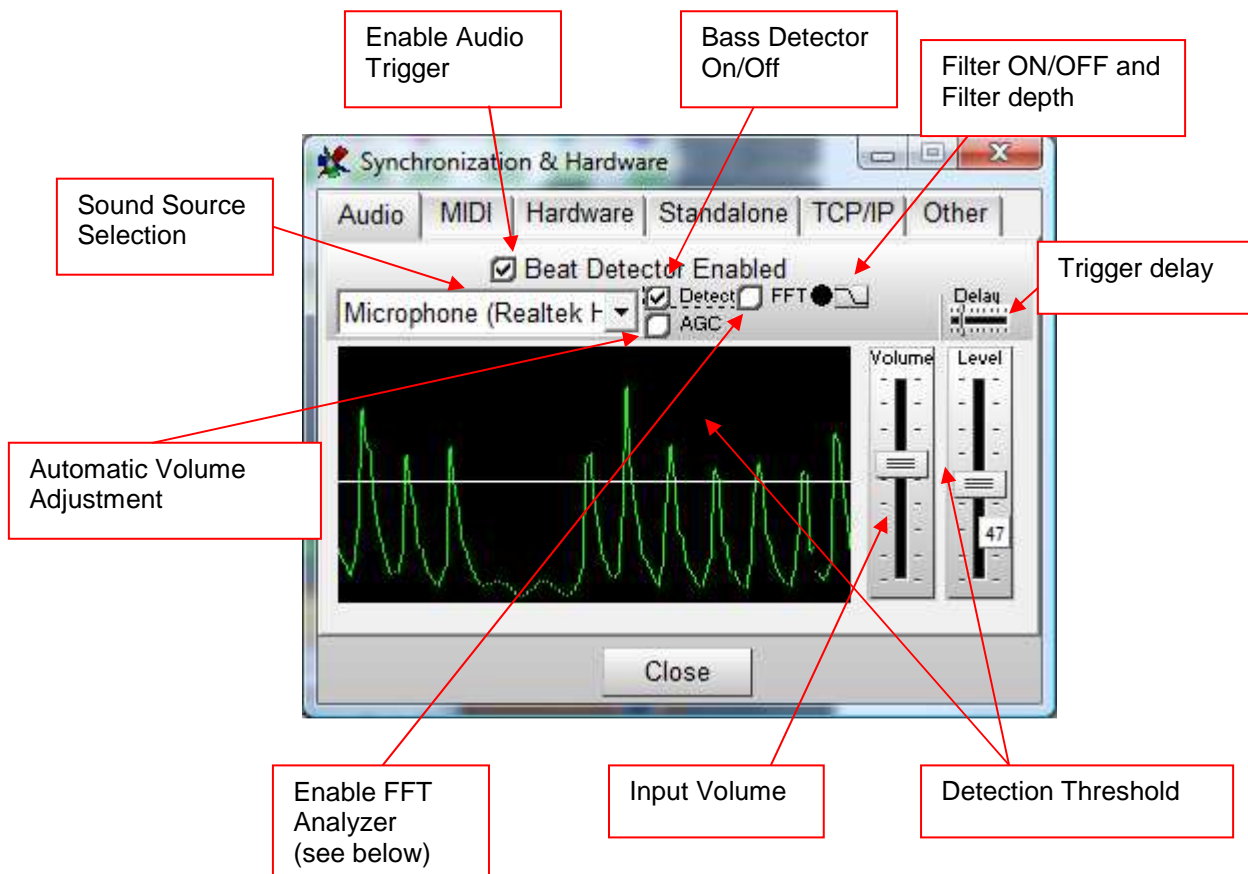 Enable Audio
Trigger
Bass Detector
On/Off
Filter ON/OFF and
Filter depth
Sound Source
Selection
Synchronization & Hardware
Audio MIDI Hardware Standalone TCP/IP Other
Trigger delay
Beat Detector Enabled
Microphone (Realtek H
Detect
FFT
Delay
AGC
Volume
Level
Automatic Volume
Adjustment
47
Close
Enable FFT
Analyzer
(see below)
Input Volume
Detection Threshold